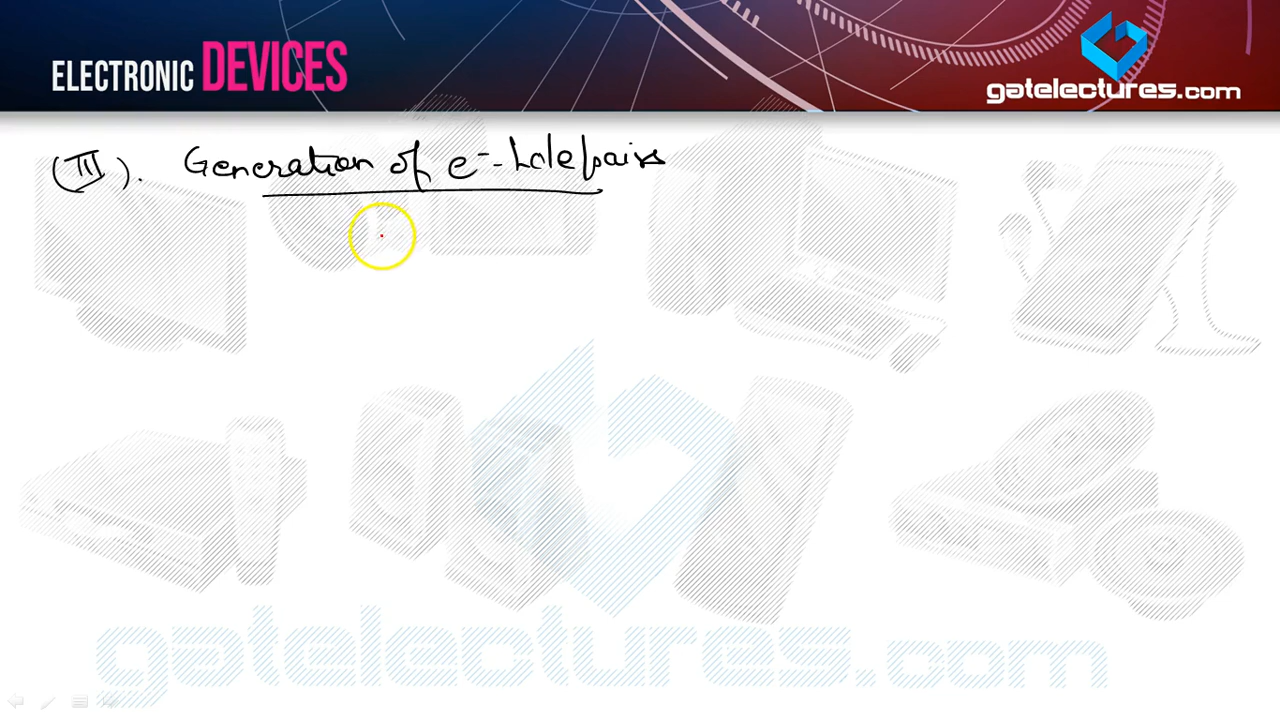 ELECTRONIC DEVICES
gatelectures.com
(III). Generation of e⁻-hole pairs
gatelectures.com